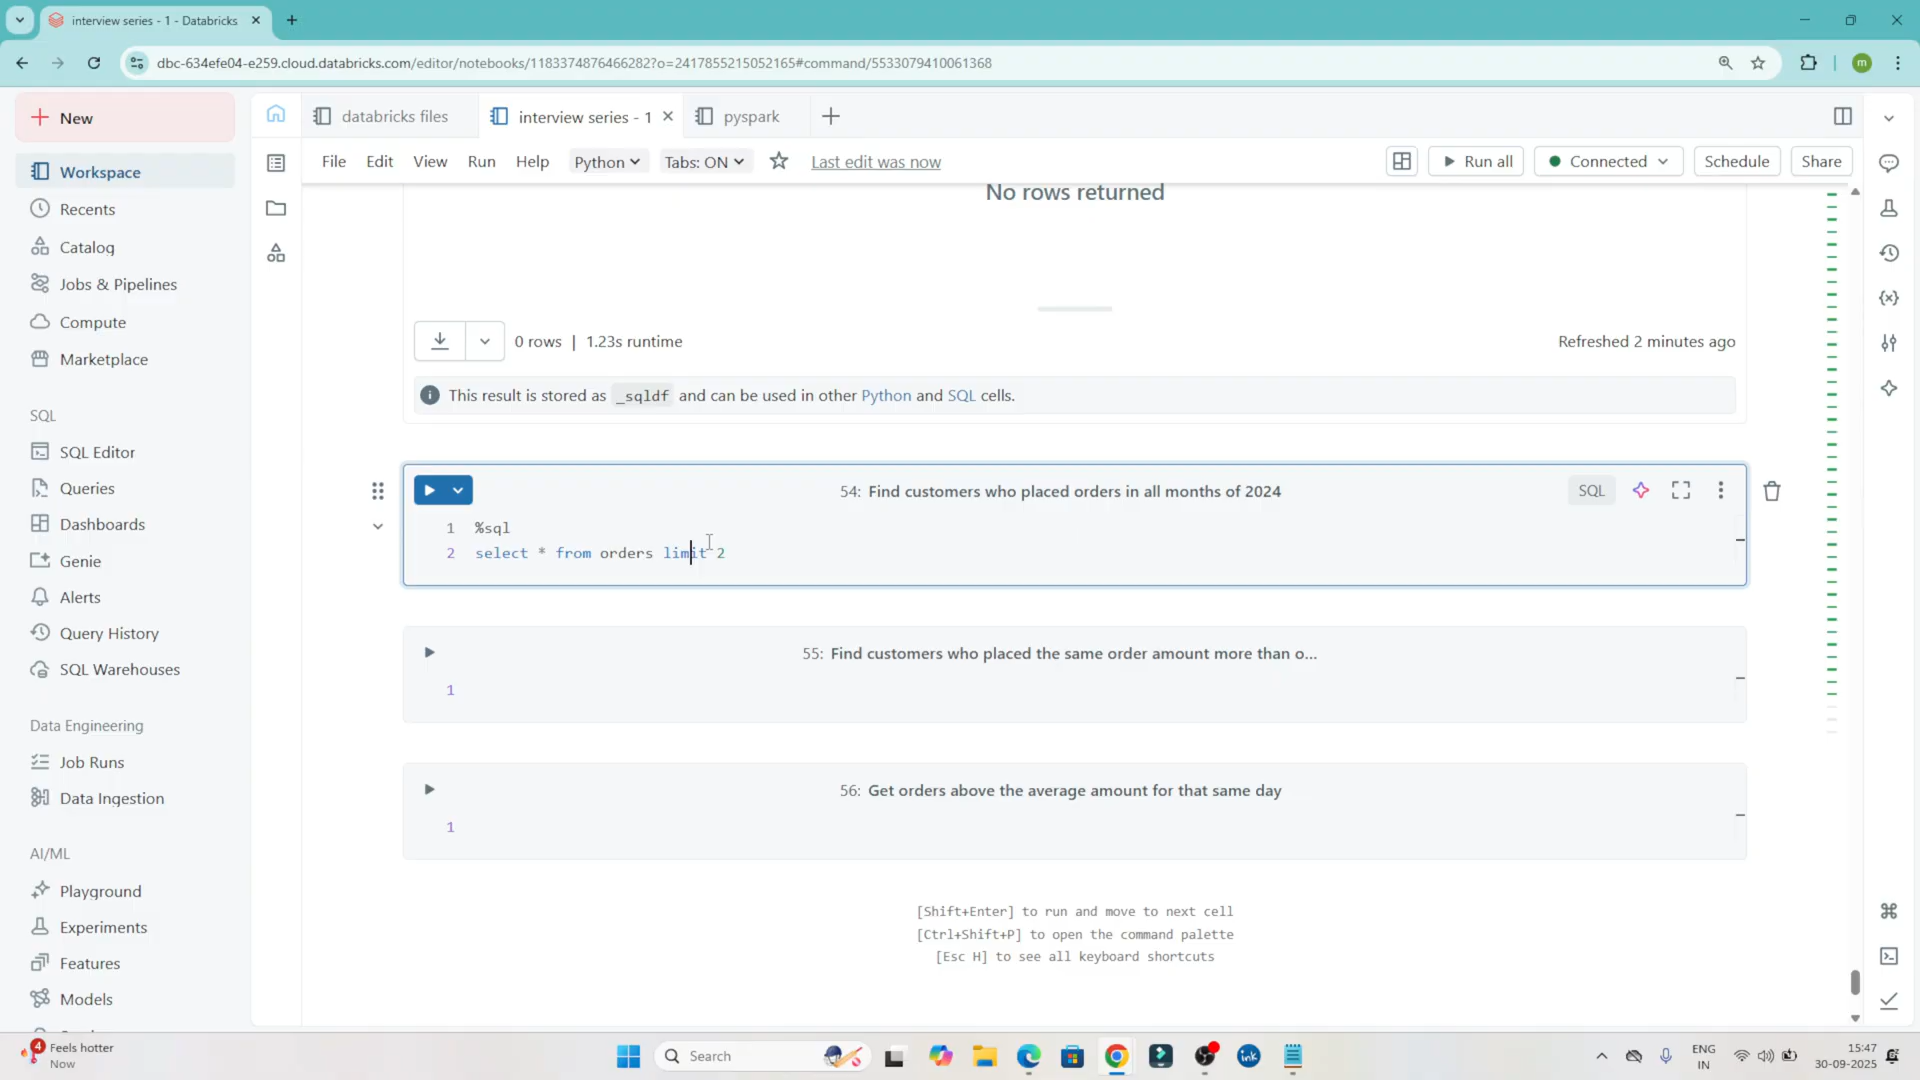 interview series - 1 - Databricks
dbc-634efe04-e259.cloud.databricks.com/editor/notebooks/1183374876466282?o=2417855215052165#command/5533079410061368
m
New
Workspace
Recents
Catalog
Jobs & Pipelines
Compute
Marketplace
SQL
SQL Editor
Queries
Dashboards
Genie
Alerts
Query History
SQL Warehouses
Data Engineering
Job Runs
Data Ingestion
AI/ML
Playground
Experiments
Features
Models
databricks files
interview series - 1
pyspark
File Edit View Run Help Python Tabs: ON Last edit was now
Run all Connected Schedule Share
No rows returned
0 rows | 1.23s runtime
Refreshed 2 minutes ago
This result is stored as _sqldf and can be used in other Python and SQL cells.
54: Find customers who placed orders in all months of 2024
SQL
1 %sql
2 select * from orders limit 2
55: Find customers who placed the same order amount more than o...
1
56: Get orders above the average amount for that same day
1
[Shift+Enter] to run and move to next cell
[Ctrl+Shift+P] to open the command palette
[Esc H] to see all keyboard shortcuts
4
Feels hotter
Now
Search
ink
ENG
IN
15:47
30-09-2025